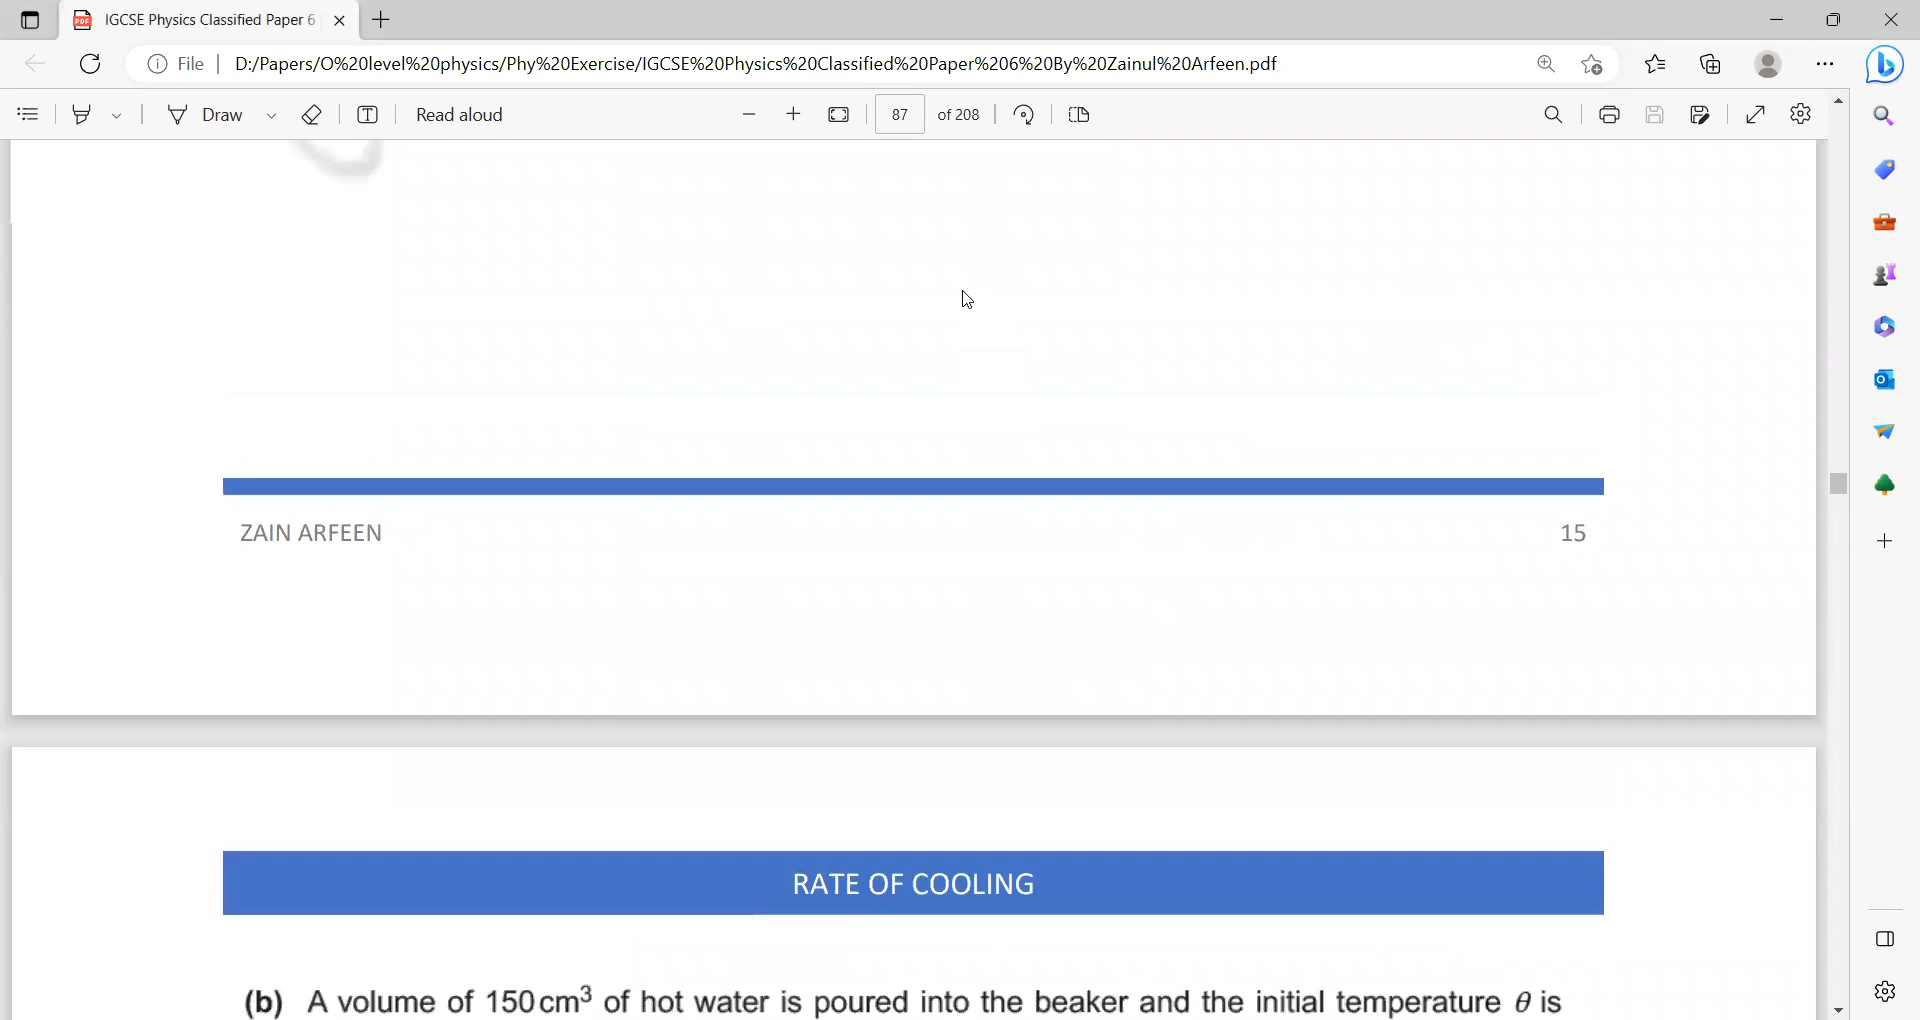 IGCSE Physics Classified Paper 6
File
D:/Papers/O%20level%20physics/Phy%20Exercise/IGCSE%20Physics%20Classified%20Paper%206%20By%20Zainul%20Arfeen.pdf
Draw
Read aloud
87 of 208
ZAIN ARFEEN 15
RATE OF COOLING
(b) A volume of 150 cm³ of hot water is poured into the beaker and the initial temperature θ is